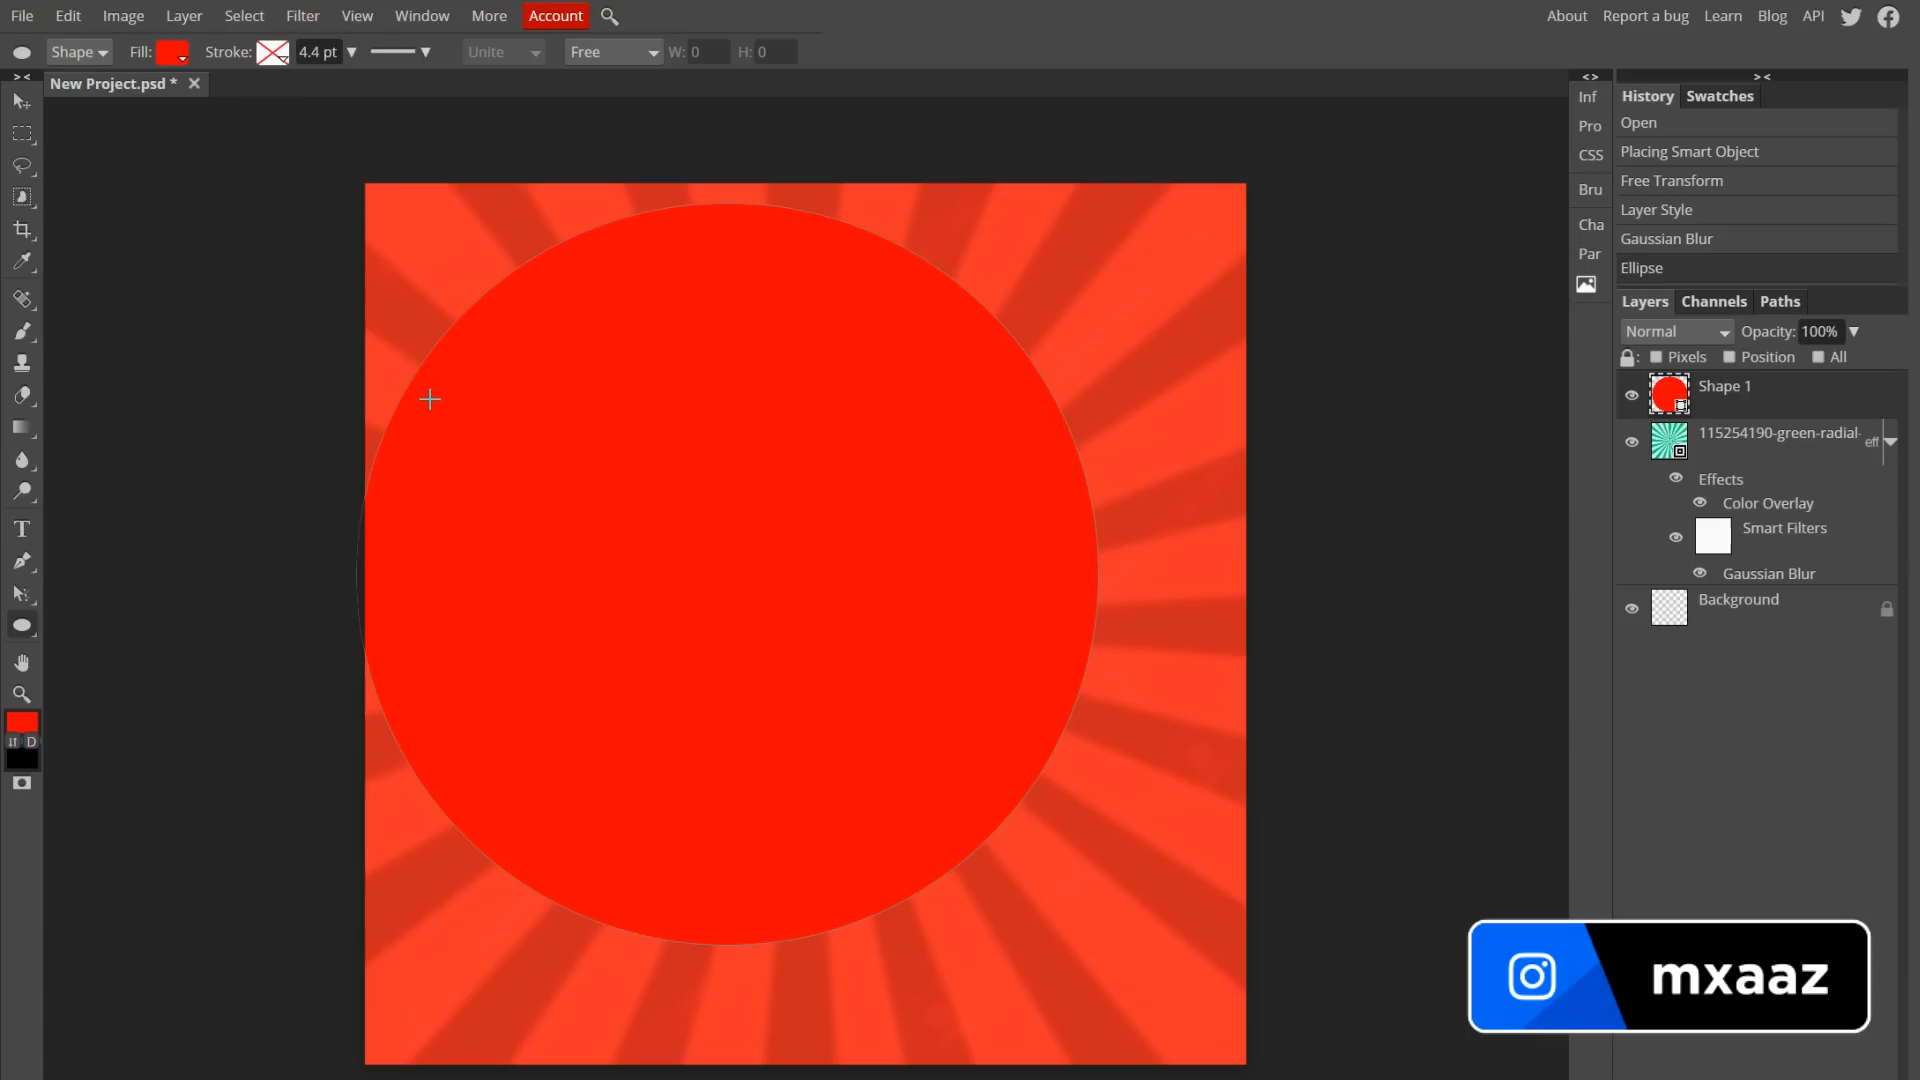 File Edit Image Layer Select Filter View Window More Account
About Report a bug Learn Blog API
Shape Fill: Stroke: 4.4 pt Unite Free W: 0 H: 0
New Project.psd *
Inf
Pro
CSS
Bru
Cha
Par
History Swatches
Open
Placing Smart Object
Free Transform
Layer Style
Gaussian Blur
Ellipse
Layers Channels Paths
Normal Opacity: 100%
: Pixels Position All
Shape 1
115254190-green-radial- eff
Effects
Color Overlay
Smart Filters
Gaussian Blur
Background
T
D
mxaaz